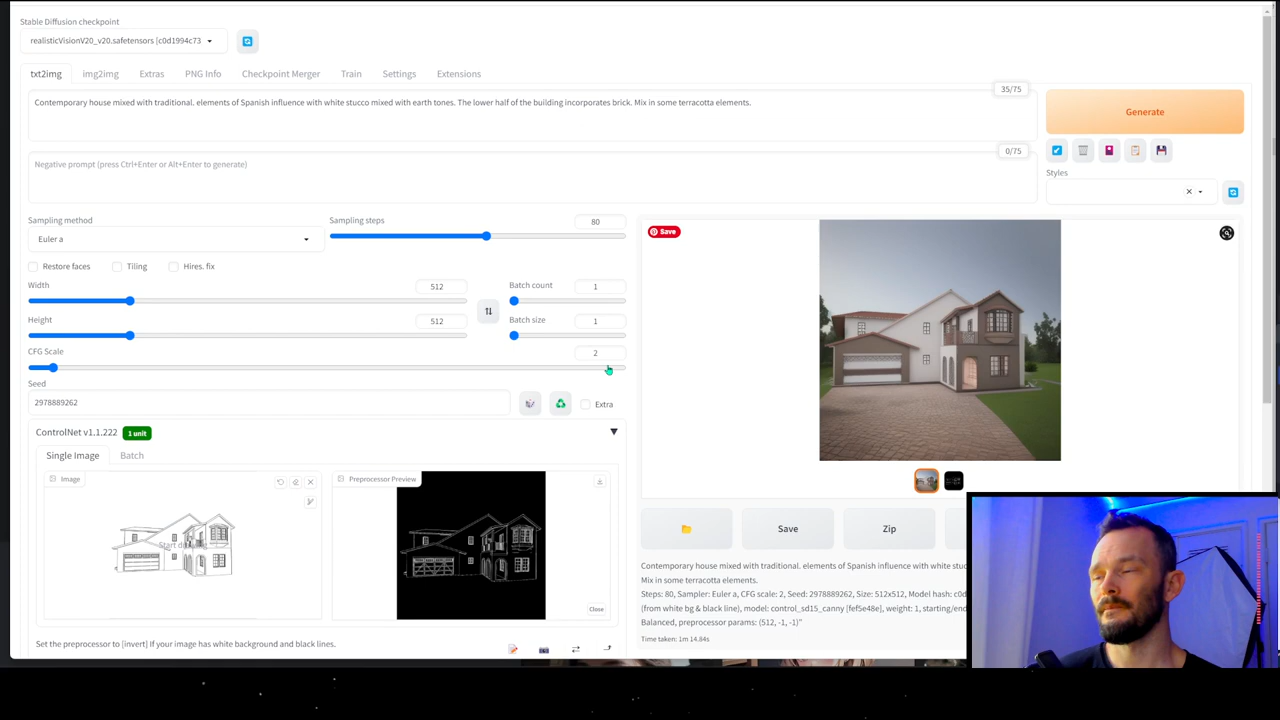 Stable Diffusion checkpoint
realisticVisionV20_v20.safetensors [c0d1994c73
txt2img img2img Extras PNG Info Checkpoint Merger Train Settings Extensions
35/75
Contemporary house mixed with traditional. elements of Spanish influence with white stucco mixed with earth tones. The lower half of the building incorporates brick. Mix in some terracotta elements.
Generate
0/75
Negative prompt (press Ctrl+Enter or Alt+Enter to generate)
Styles
Sampling method
Euler a
Sampling steps
80
Restore faces Tiling Hires. fix
Width
512
Batch count
1
Height
512
Batch size
1
CFG Scale
2
Seed
2978889262
Extra
Save
ControlNet v1.1.222 1 unit
Single Image Batch
Image
Preprocessor Preview
Close
Set the preprocessor to [invert] If your image has white background and black lines.
Save Zip
Contemporary house mixed with traditional. elements of Spanish influence with white stuc
Mix in some terracotta elements.
Steps: 80, Sampler: Euler a, CFG scale: 2, Seed: 2978889262, Size: 512x512, Model hash: c0d
(from white bg & black line), model: control_sd15_canny [fef5e48e], weight: 1, starting/end
Balanced, preprocessor params: (512, -1, -1)"
Time taken: 1m 14.84s